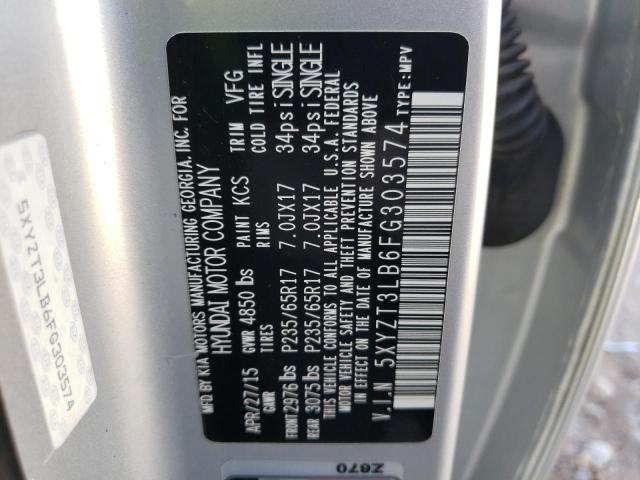 MFD BY KIA MOTORS MANUFACTURING GEORGIA, INC. FOR
HYUNDAI MOTOR COMPANY
APR/27/15 GVWR 4850 lbs PAINT KCS TRIM VFG
GAWR TIRES RIMS COLD TIRE INFL
FRONT 2976 lbs P235/65R17 7.0JX17 34psi SINGLE
REAR 3075 lbs P235/65R17 7.0JX17 34psi SINGLE
THIS VEHICLE CONFORMS TO ALL APPLICABLE U.S.A. FEDERAL
MOTOR VEHICLE SAFETY AND THEFT PREVENTION STANDARDS
IN EFFECT ON THE DATE OF MANUFACTURE SHOWN ABOVE
V.I.N 5XYZT3LB6FG303574 TYPE:MPV
5XYZT3LB6FG303574
Z670